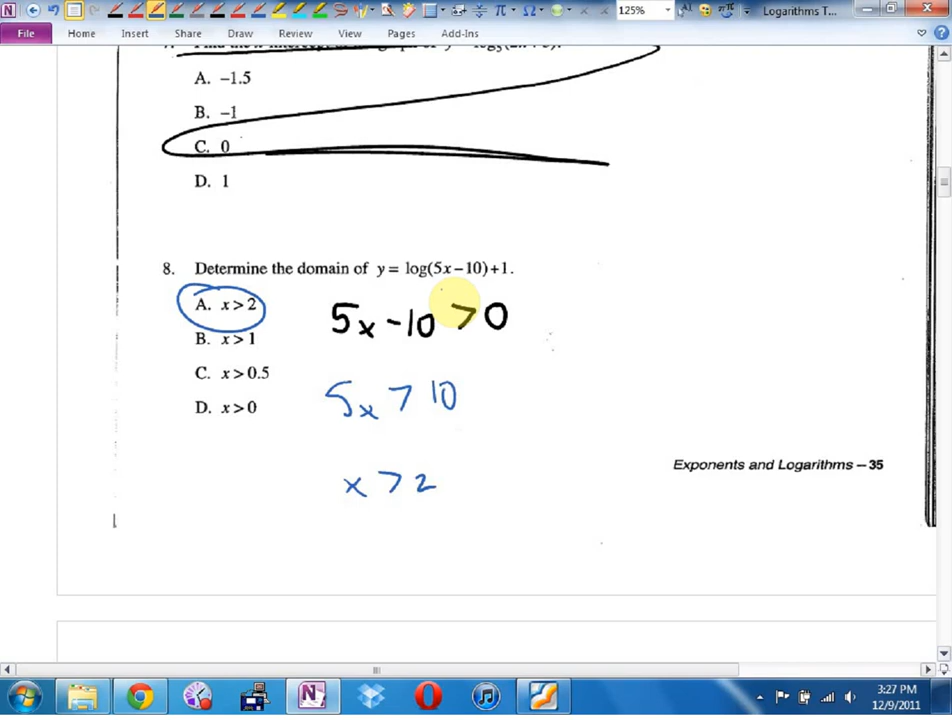 125%
Logarithms T...
File
Home
Insert
Share
Draw
Review
View
Pages
Add-Ins
A. −1.5
B. −1
C. 0
D. 1
8. Determine the domain of y = log(5x−10)+1.
A. x > 2
B. x > 1
C. x > 0.5
D. x > 0
5x - 10 > 0
5x > 10
x > 2
Exponents and Logarithms – 35
3:27 PM
12/9/2011